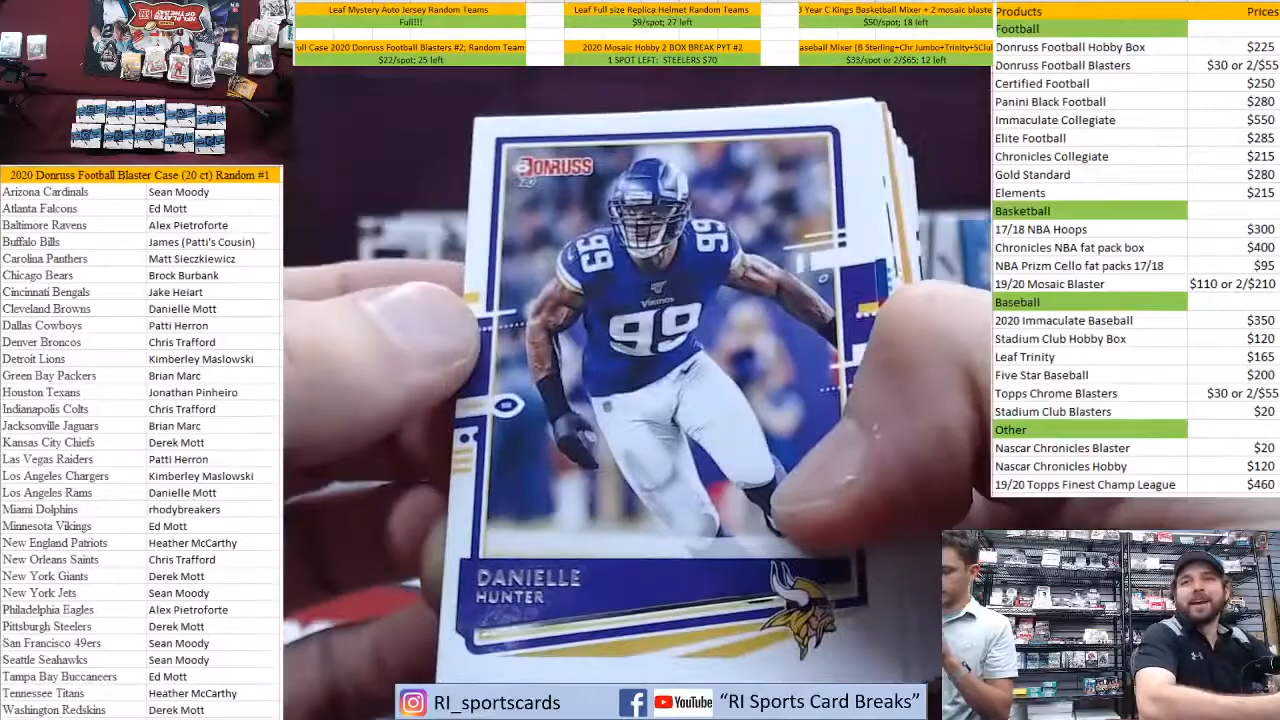 Leaf Mystery Auto Jersey Random Teams
Full!!!
Leaf Full size Replica Helmet Random Teams
$9/spot; 27 left
3 Year C Kings Basketball Mixer + 2 mosaic blaste
$50/spot; 18 left
ull Case 2020 Donruss Football Blasters #2; Random Team
$22/spot; 25 left
2020 Mosaic Hobby 2 BOX BREAK PYT #2
1 SPOT LEFT: STEELERS $70
aseball Mixer (B Sterling+Chr Jumbo+Trinity+SClul
$33/spot or 2/$65; 12 left
Products Prices
Football
Donruss Football Hobby Box $225
Donruss Football Blasters $30 or 2/$55
Certified Football $250
Panini Black Football $280
Immaculate Collegiate $550
Elite Football $285
Chronicles Collegiate $215
Gold Standard $280
Elements $215
Basketball
17/18 NBA Hoops $300
Chronicles NBA fat pack box $400
NBA Prizm Cello fat packs 17/18 $95
19/20 Mosaic Blaster $110 or 2/$210
Baseball
2020 Immaculate Baseball $350
Stadium Club Hobby Box $120
Leaf Trinity $165
Five Star Baseball $200
Topps Chrome Blasters $30 or 2/$55
Stadium Club Blasters $20
Other
Nascar Chronicles Blaster $20
Nascar Chronicles Hobby $120
19/20 Topps Finest Champ League $460
2020 Donruss Football Blaster Case (20 ct) Random #1
Arizona Cardinals Sean Moody
Atlanta Falcons Ed Mott
Baltimore Ravens Alex Pietroforte
Buffalo Bills James (Patti's Cousin)
Carolina Panthers Matt Sieczkiewicz
Chicago Bears Brock Burbank
Cincinnati Bengals Jake Heiart
Cleveland Browns Danielle Mott
Dallas Cowboys Patti Herron
Denver Broncos Chris Trafford
Detroit Lions Kimberley Maslowski
Green Bay Packers Brian Marc
Houston Texans Jonathan Pinheiro
Indianapolis Colts Chris Trafford
Jacksonville Jaguars Brian Marc
Kansas City Chiefs Derek Mott
Las Vegas Raiders Patti Herron
Los Angeles Chargers Kimberley Maslowski
Los Angeles Rams Danielle Mott
Miami Dolphins rhodybreakers
Minnesota Vikings Ed Mott
New England Patriots Heather McCarthy
New Orleans Saints Chris Trafford
New York Giants Derek Mott
New York Jets Sean Moody
Philadelphia Eagles Alex Pietroforte
Pittsburgh Steelers Derek Mott
San Francisco 49ers Sean Moody
Seattle Seahawks Sean Moody
Tampa Bay Buccaneers Ed Mott
Tennessee Titans Heather McCarthy
Washington Redskins Derek Mott
DONRUSS
20
99
99
Vikings
99
DANIELLE
HUNTER
RI_sportscards
YouTube "RI Sports Card Breaks"